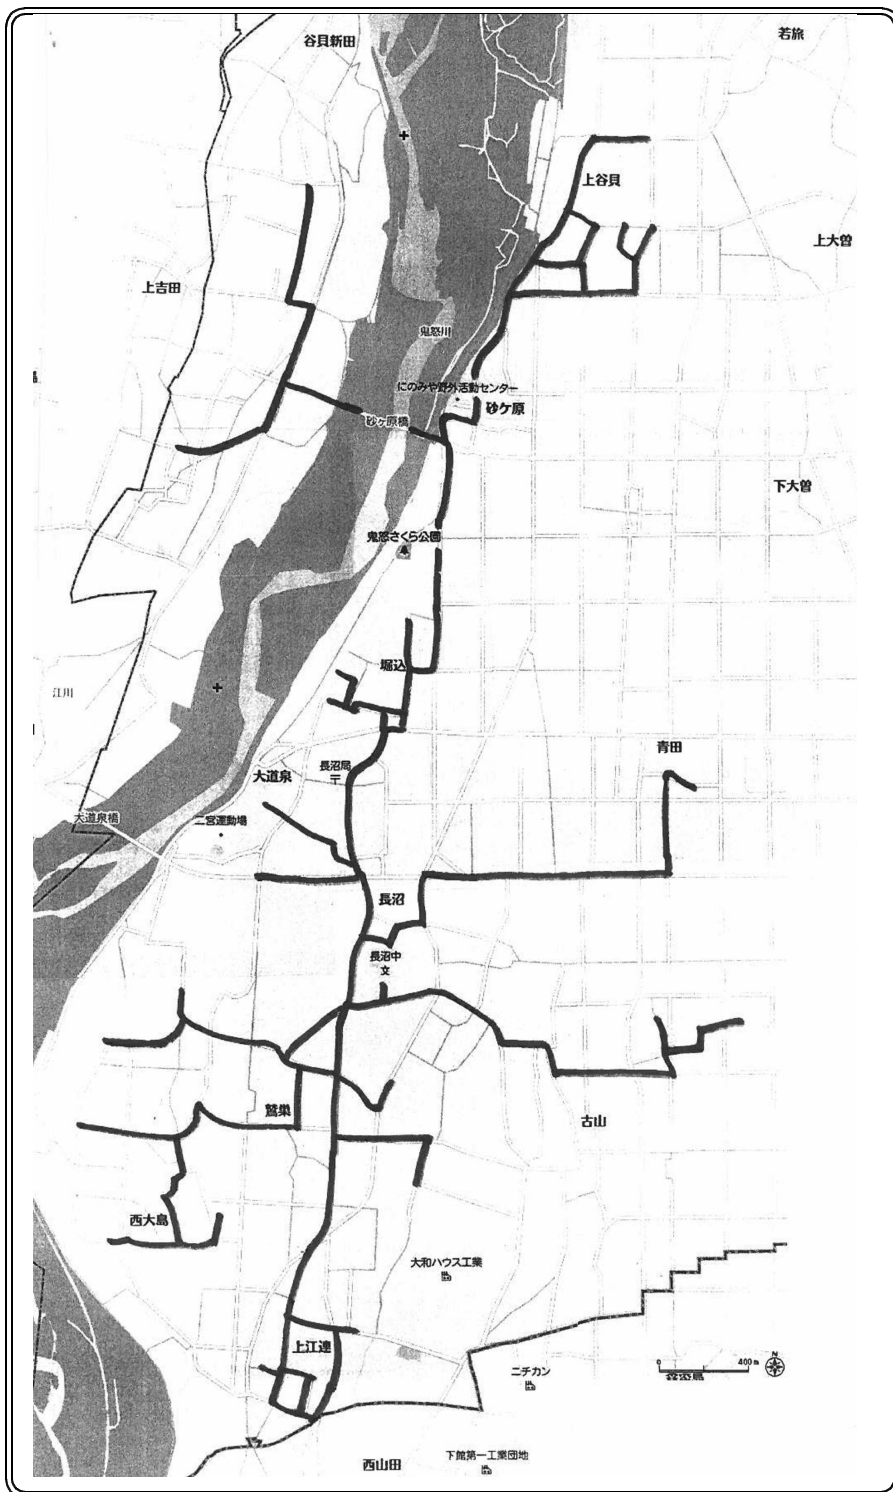 谷貝新田
若旅
上谷貝
上大曽
上吉田
鬼怒川
にのみや野外活動センター
砂ケ原
砂ヶ原橋
下大曽
鬼怒さくら公園
堀込
江川
青田
大道泉
長沼局
大道泉橋
二宮運動場
長沼
長沼中
文
鷲巣
古山
西大島
大和ハウス工業
上江連
N
0 400m
ニチカン
下館第一工業団地
西山田